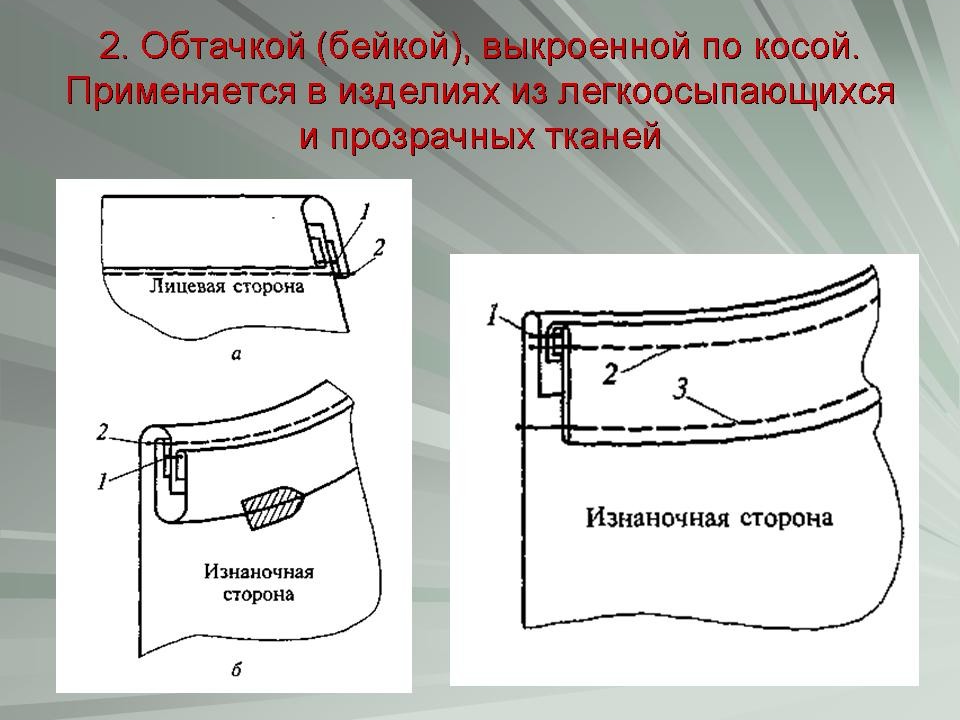 2. Обтачкой (бейкой), выкроенной по косой.
Применяется в изделиях из легкоосыпающихся
и прозрачных тканей
1
2
Лицевая сторона
а
2
1
Изнаночная
сторона
б
1
2
3
Изнаночная сторона